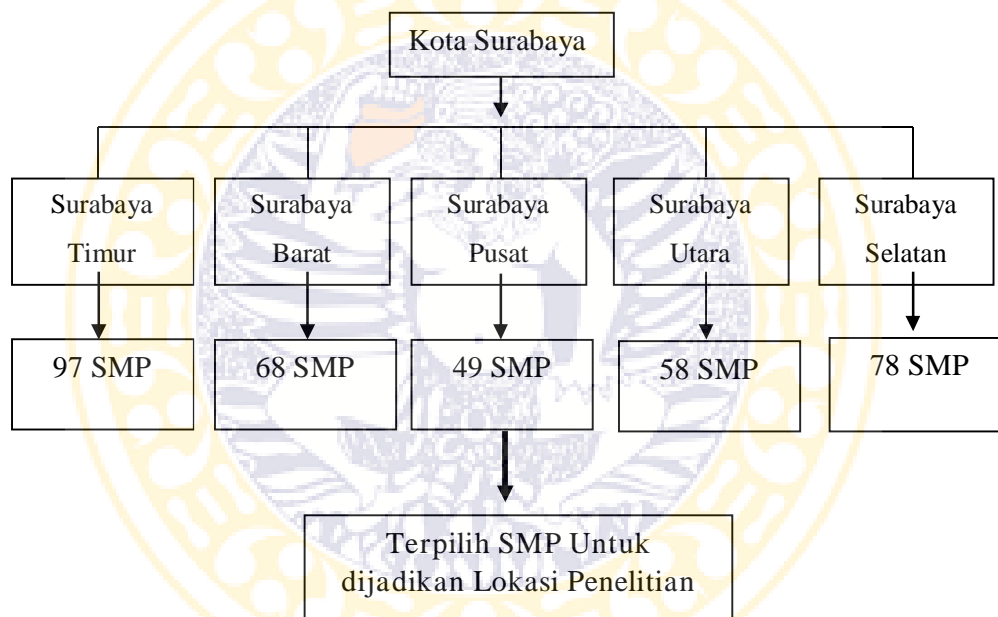 Kota Surabaya
Surabaya
Timur
Surabaya
Barat
Surabaya
Pusat
Surabaya
Utara
Surabaya
Selatan
97 SMP
68 SMP
49 SMP
58 SMP
78 SMP
Terpilih SMP Untuk
dijadikan Lokasi Penelitian